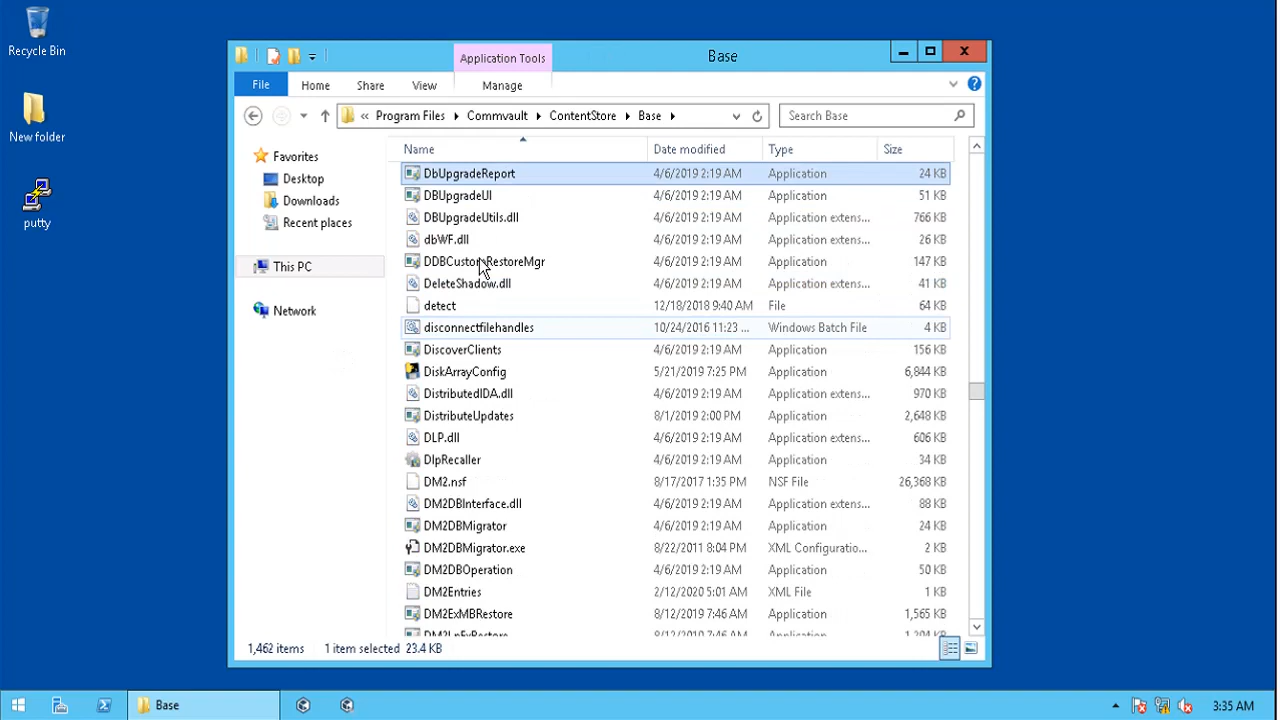 Recycle Bin
New folder
putty
Application Tools
Base
File
Home
Share
View
Manage
« Program Files
Commvault
ContentStore
Base
Search Base
Name
Date modified
Type
Size
Favorites
Desktop
Downloads
Recent places
This PC
Network
DbUpgradeReport 4/6/2019 2:19 AM Application 24 KB
DBUpgradeUI 4/6/2019 2:19 AM Application 51 KB
DBUpgradeUtils.dll 4/6/2019 2:19 AM Application extens... 766 KB
dbWF.dll 4/6/2019 2:19 AM Application extens... 26 KB
DDBCustomRestoreMgr 4/6/2019 2:19 AM Application 147 KB
DeleteShadow.dll 4/6/2019 2:19 AM Application extens... 41 KB
detect 12/18/2018 9:40 AM File 64 KB
disconnectfilehandles 10/24/2016 11:23 ... Windows Batch File 4 KB
DiscoverClients 4/6/2019 2:19 AM Application 156 KB
DiskArrayConfig 5/21/2019 7:25 PM Application 6,844 KB
DistributedIDA.dll 4/6/2019 2:19 AM Application extens... 970 KB
DistributeUpdates 8/1/2019 2:00 PM Application 2,648 KB
DLP.dll 4/6/2019 2:19 AM Application extens... 606 KB
DlpRecaller 4/6/2019 2:19 AM Application 34 KB
DM2.nsf 8/17/2017 1:35 PM NSF File 26,368 KB
DM2DBInterface.dll 4/6/2019 2:19 AM Application extens... 88 KB
DM2DBMigrator 4/6/2019 2:19 AM Application 24 KB
DM2DBMigrator.exe 8/22/2011 8:04 PM XML Configuratio... 2 KB
DM2DBOperation 4/6/2019 2:19 AM Application 50 KB
DM2Entries 2/12/2020 5:01 AM XML File 1 KB
DM2ExMBRestore 8/12/2019 7:46 AM Application 1,565 KB
1,462 items
1 item selected 23.4 KB
Base
3:35 AM